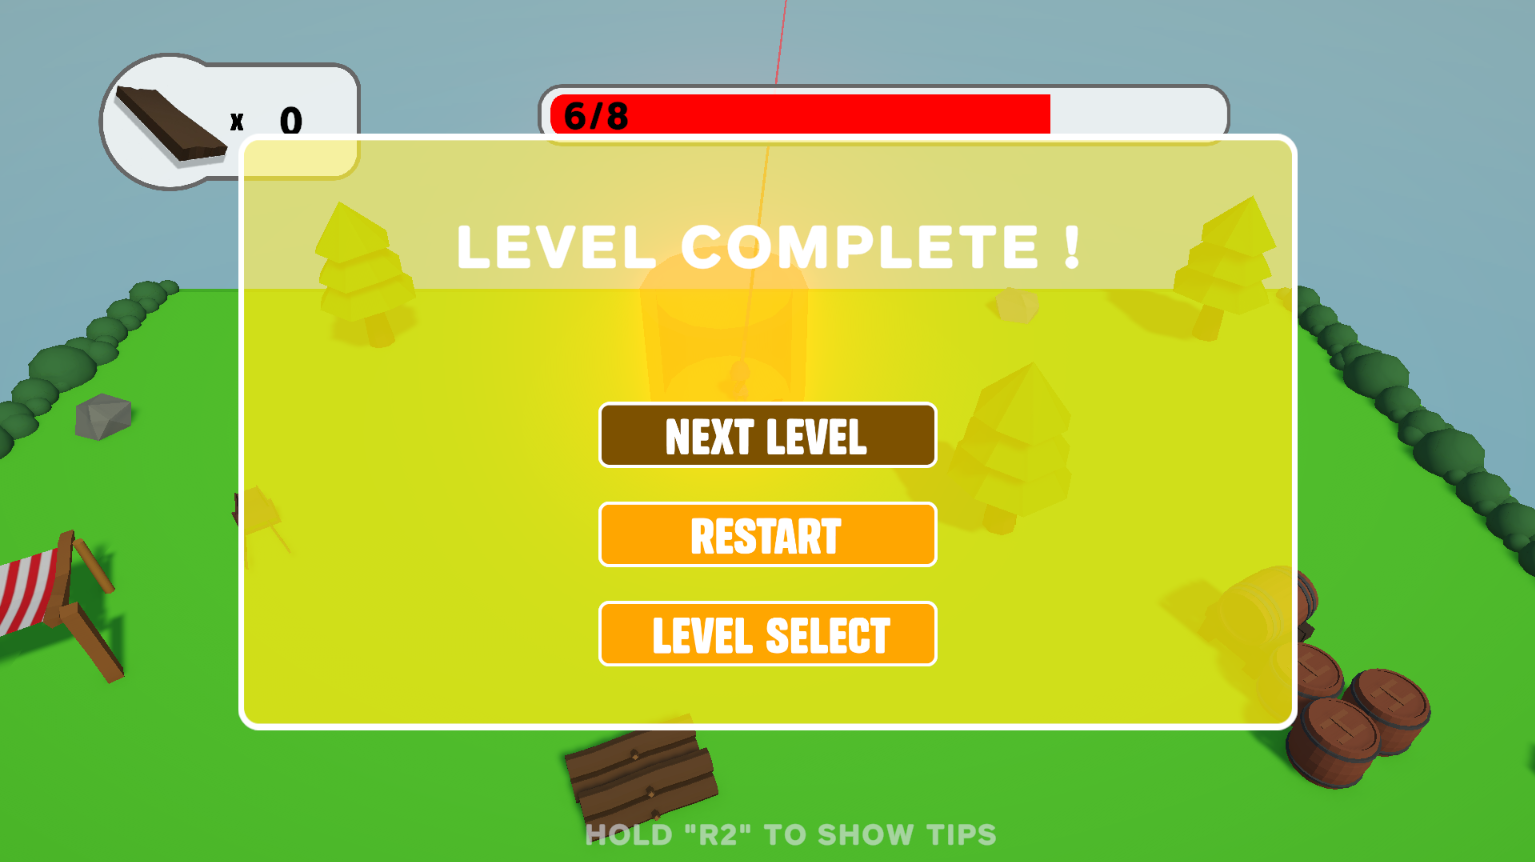 x 0
6/8
LEVEL COMPLETE !
NEXT LEVEL
RESTART
LEVEL SELECT
HOLD "R2" TO SHOW TIPS